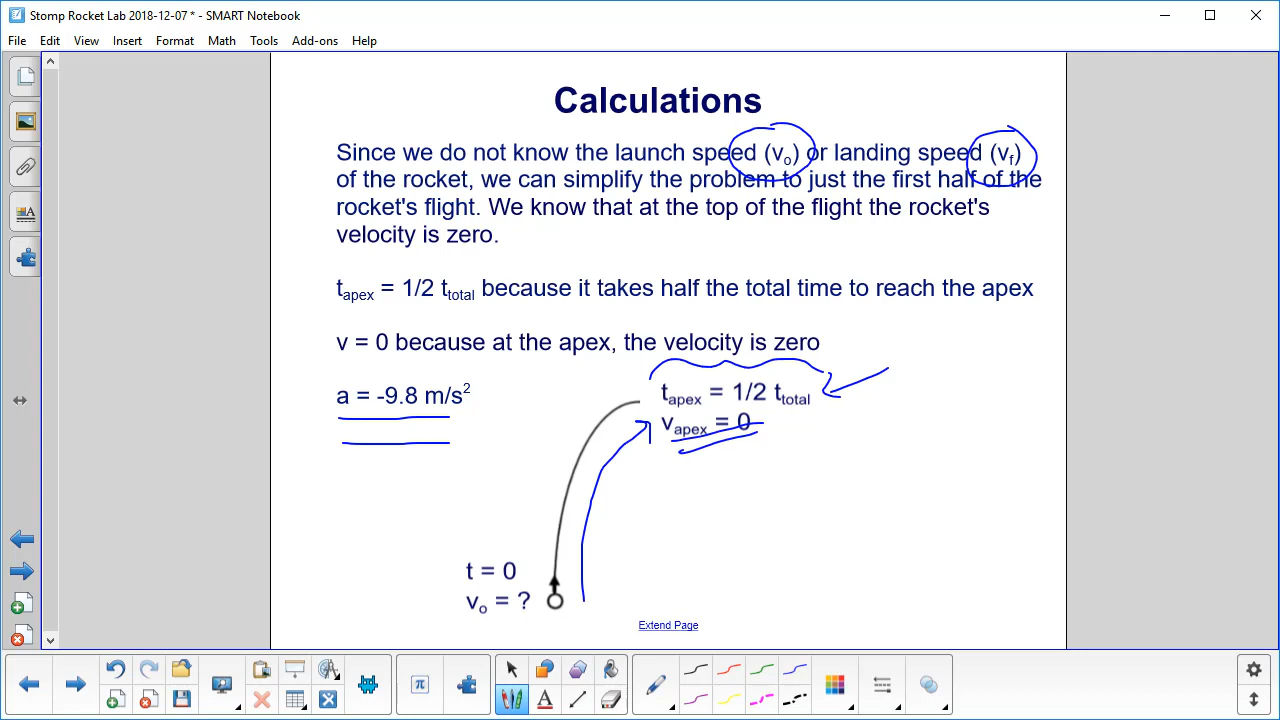 Stomp Rocket Lab 2018-12-07 * - SMART Notebook
File Edit View Insert Format Math Tools Add-ons Help
Calculations
Since we do not know the launch speed (vo) or landing speed (vf)
of the rocket, we can simplify the problem to just the first half of the
rocket's flight. We know that at the top of the flight the rocket's
velocity is zero.
tapex = 1/2 ttotal because it takes half the total time to reach the apex
v = 0 because at the apex, the velocity is zero
a = -9.8 m/s2
tapex = 1/2 ttotal
vapex = 0
t = 0
vo = ?
Extend Page